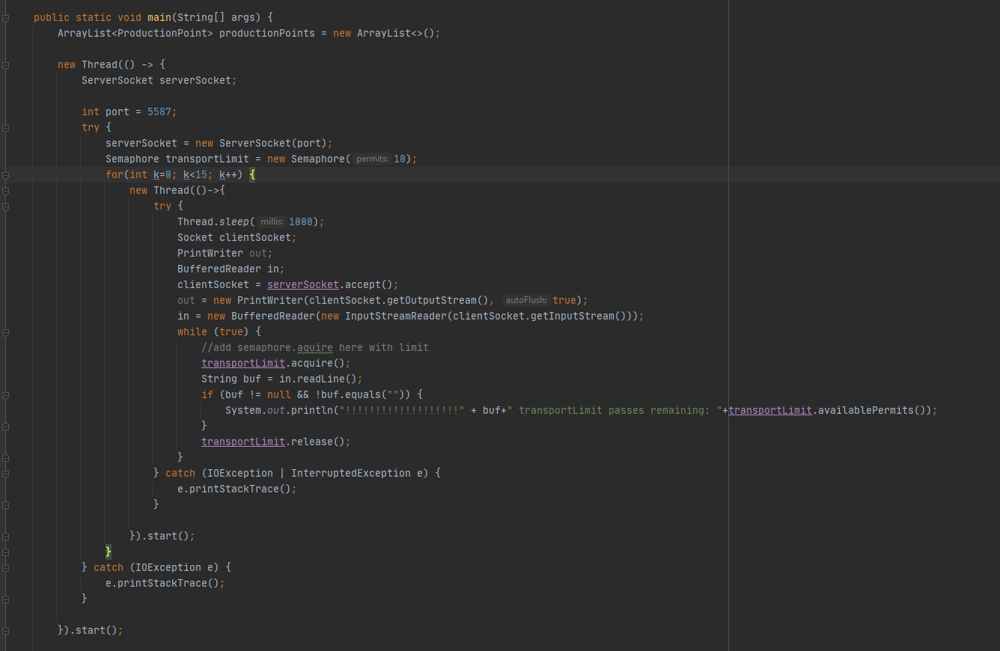 public static void main(String[] args) {
ArrayList<ProductionPoint> productionPoints = new ArrayList<>();
new Thread(() -> {
ServerSocket serverSocket;
int port = 5587;
try {
serverSocket = new ServerSocket(port);
Semaphore transportLimit = new Semaphore( permits: 10);
for(int k=0; k<15; k++) {
new Thread(()->{
try {
Thread.sleep( millis: 1000);
Socket clientSocket;
PrintWriter out;
BufferedReader in;
clientSocket = serverSocket.accept();
out = new PrintWriter(clientSocket.getOutputStream(), autoFlush: true);
in = new BufferedReader(new InputStreamReader(clientSocket.getInputStream()));
while (true) {
//add semaphore.aquire here with limit
transportLimit.acquire();
String buf = in.readLine();
if (buf != null && !buf.equals("")) {
System.out.println("!!!!!!!!!!!!!!!!!!!" + buf+" transportLimit passes remaining: "+transportLimit.availablePermits());
}
transportLimit.release();
}
} catch (IOException | InterruptedException e) {
e.printStackTrace();
}
}).start();
}
} catch (IOException e) {
e.printStackTrace();
}
}).start();